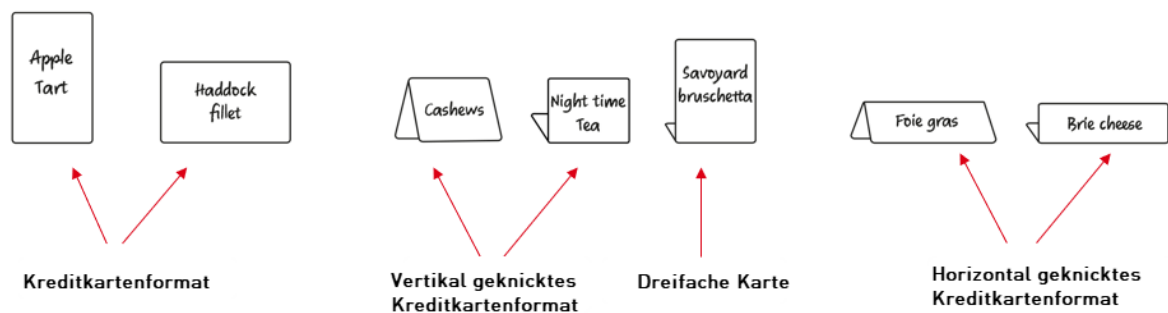 Apple
Tart
Haddock
fillet
Cashews
Night time
Tea
Savoyard
bruschetta
Foie gras
Brie cheese
Kreditkartenformat
Vertikal geknicktes
Kreditkartenformat
Dreifache Karte
Horizontal geknicktes
Kreditkartenformat